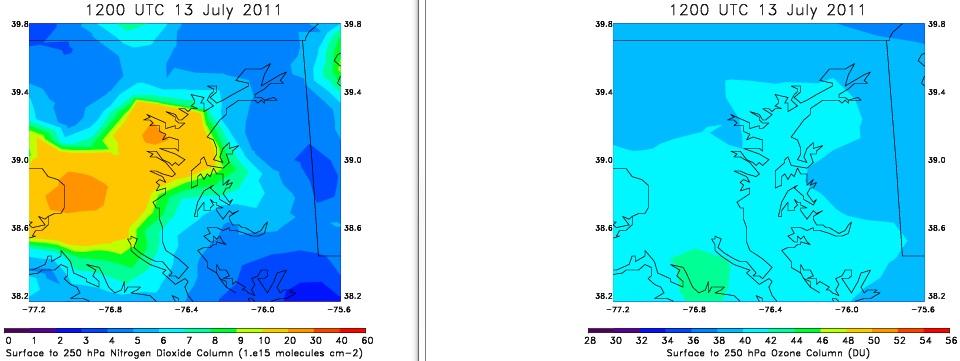 1200 UTC 13 July 2011
39.8 39.8
39.4 39.4
39.0 39.0
38.6 38.6
38.2 38.2
-77.2 -76.8 -76.4 -76.0 -75.6
0 1 2 3 4 5 6 7 8 9 10 20 30 40 60
Surface to 250 hPa Nitrogen Dioxide Column (1.e15 molecules cm-2)
1200 UTC 13 July 2011
39.8 39.8
39.4 39.4
39.0 39.0
38.6 38.6
38.2 38.2
-77.2 -76.8 -76.4 -76.0 -75.6
28 30 32 34 36 38 40 42 44 46 48 50 52 54 56
Surface to 250 hPa Ozone Column (DU)